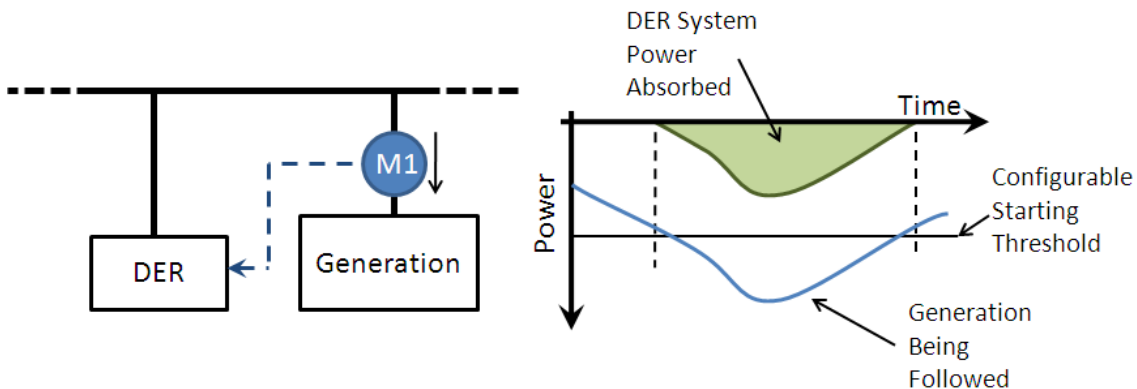 M1
DER
Generation
DER System
Power
Absorbed
Time
Power
Configurable
Starting
Threshold
Generation
Being
Followed